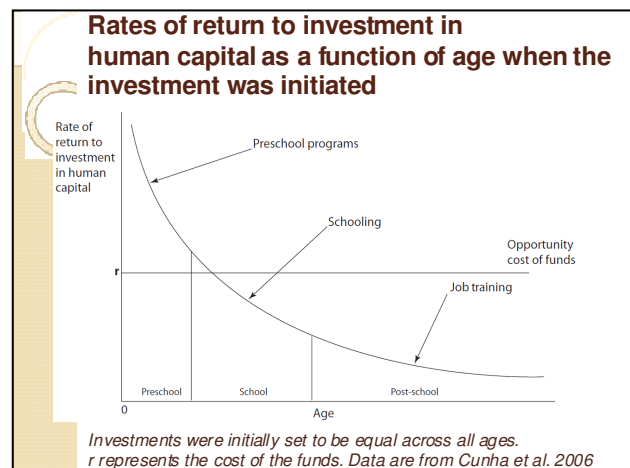 Rates of return to investment in
human capital as a function of age when the
investment was initiated
Rate of
return to
investment
in human
capital
Preschool programs
Schooling
Opportunity
cost of funds
r
Job training
Preschool
School
Post-school
0
Age
Investments were initially set to be equal across all ages.
r represents the cost of the funds. Data are from Cunha et al. 2006